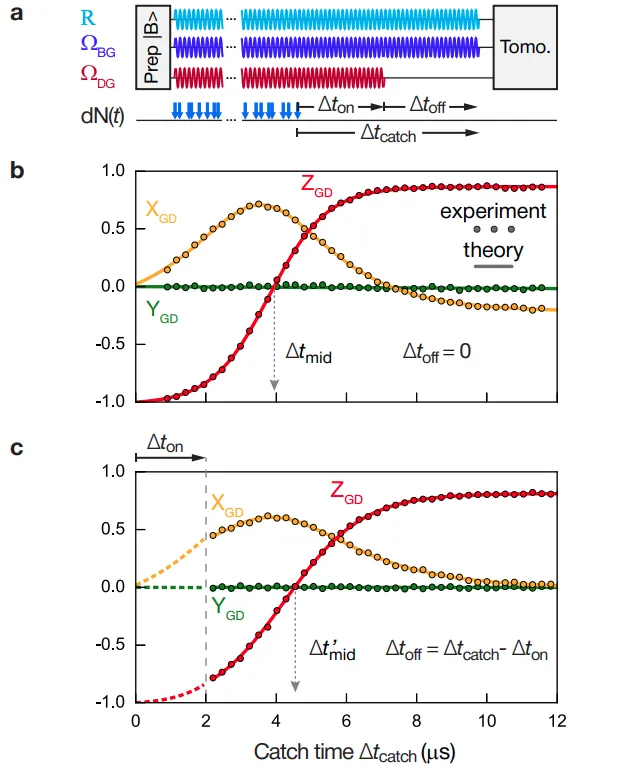 a
R
Ω_BG
Ω_DG
dN(t)
Prep |B>
...
...
...
...
Tomo.
Δt_on
Δt_off
Δt_catch
b
1.0
0.5
0.0
-0.5
-1.0
X_GD
Y_GD
Z_GD
experiment
theory
Δt_mid
Δt_off = 0
c
Δt_on
1.0
0.5
0.0
-0.5
-1.0
X_GD
Y_GD
Z_GD
Δt'_mid
Δt_off = Δt_catch - Δt_on
0 2 4 6 8 10 12
Catch time Δt_catch (μs)